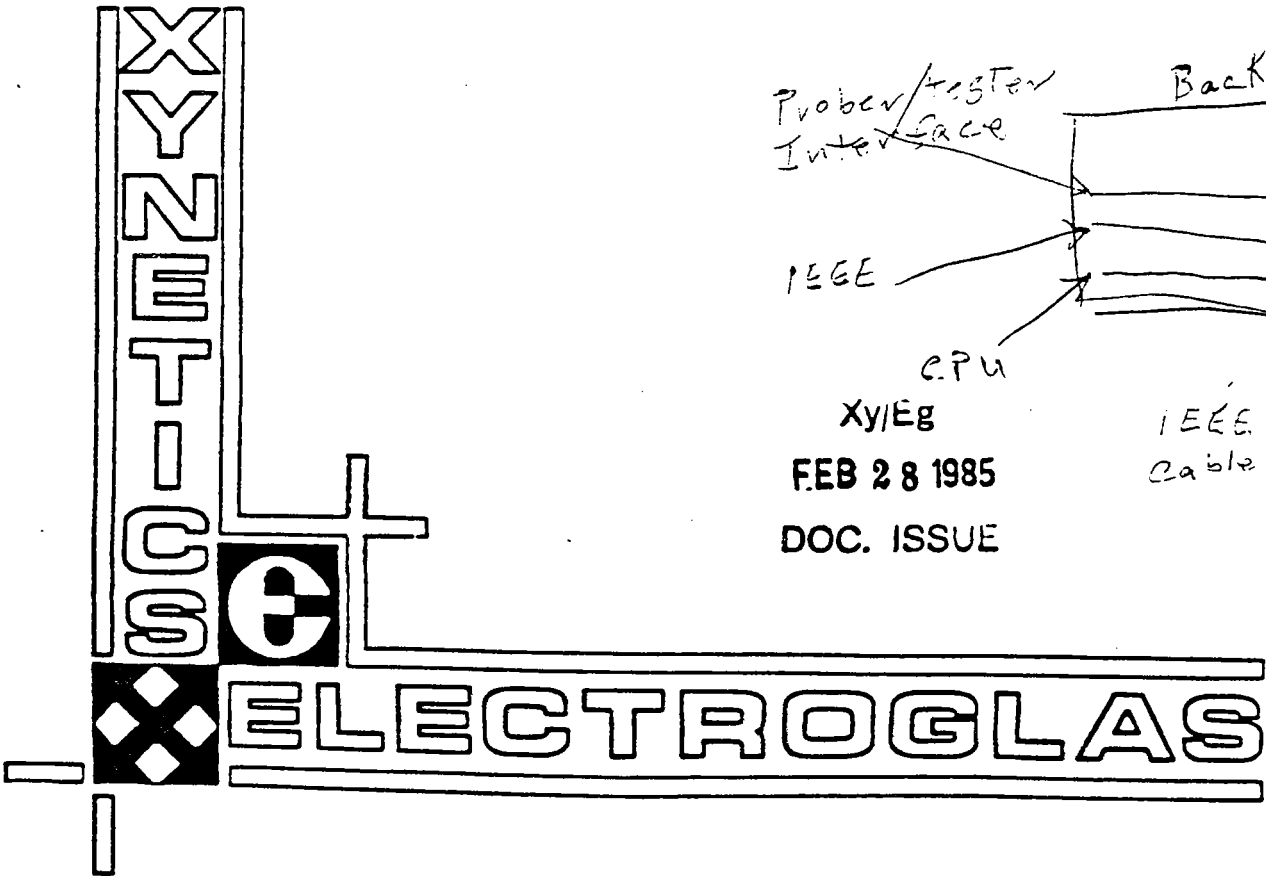 XYNETICS
Prober/tester
Interface
Back
IEEE
CPU
Xy/Eg
FEB 28 1985
DOC. ISSUE
IEEE
Cable
ELECTROGLAS